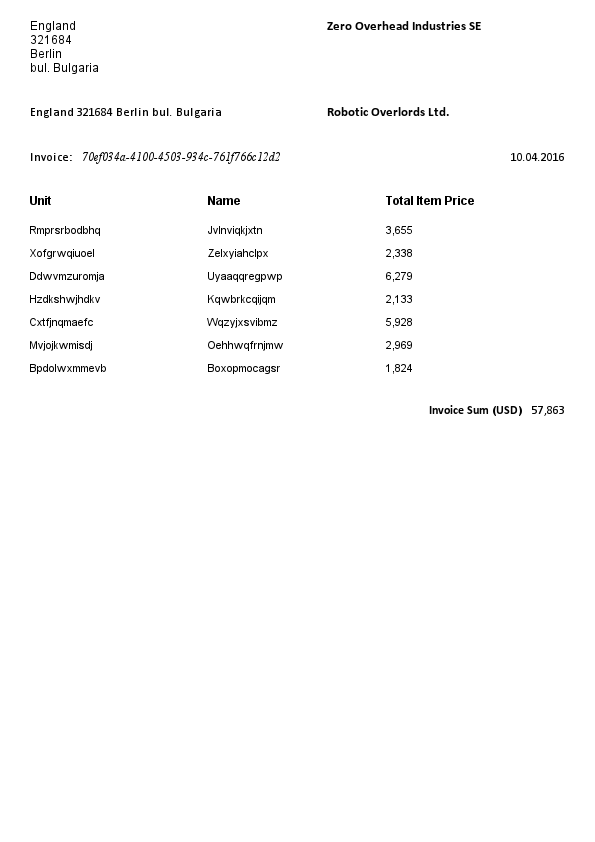 England
321684
Berlin
bul. Bulgaria
Zero Overhead Industries SE
England 321684 Berlin bul. Bulgaria Robotic Overlords Ltd.
Invoice: 70ef034a-4100-4503-934c-761f766c12d2 10.04.2016
Unit Name Total Item Price
Rmprsrbodbhq Jvlnviqkjxtn 3,655
Xofgrwqiuoel Zelxyiahclpx 2,338
Ddwvmzuromja Uyaaqqregpwp 6,279
Hzdkshwjhdkv Kqwbrkcqijqm 2,133
Cxtfjnqmaefc Wqzyjxsvibmz 5,928
Mvjojkwmisdj Oehhwqfrnjmw 2,969
Bpdolwxmmevb Boxopmocagsr 1,824
Invoice Sum (USD) 57,863